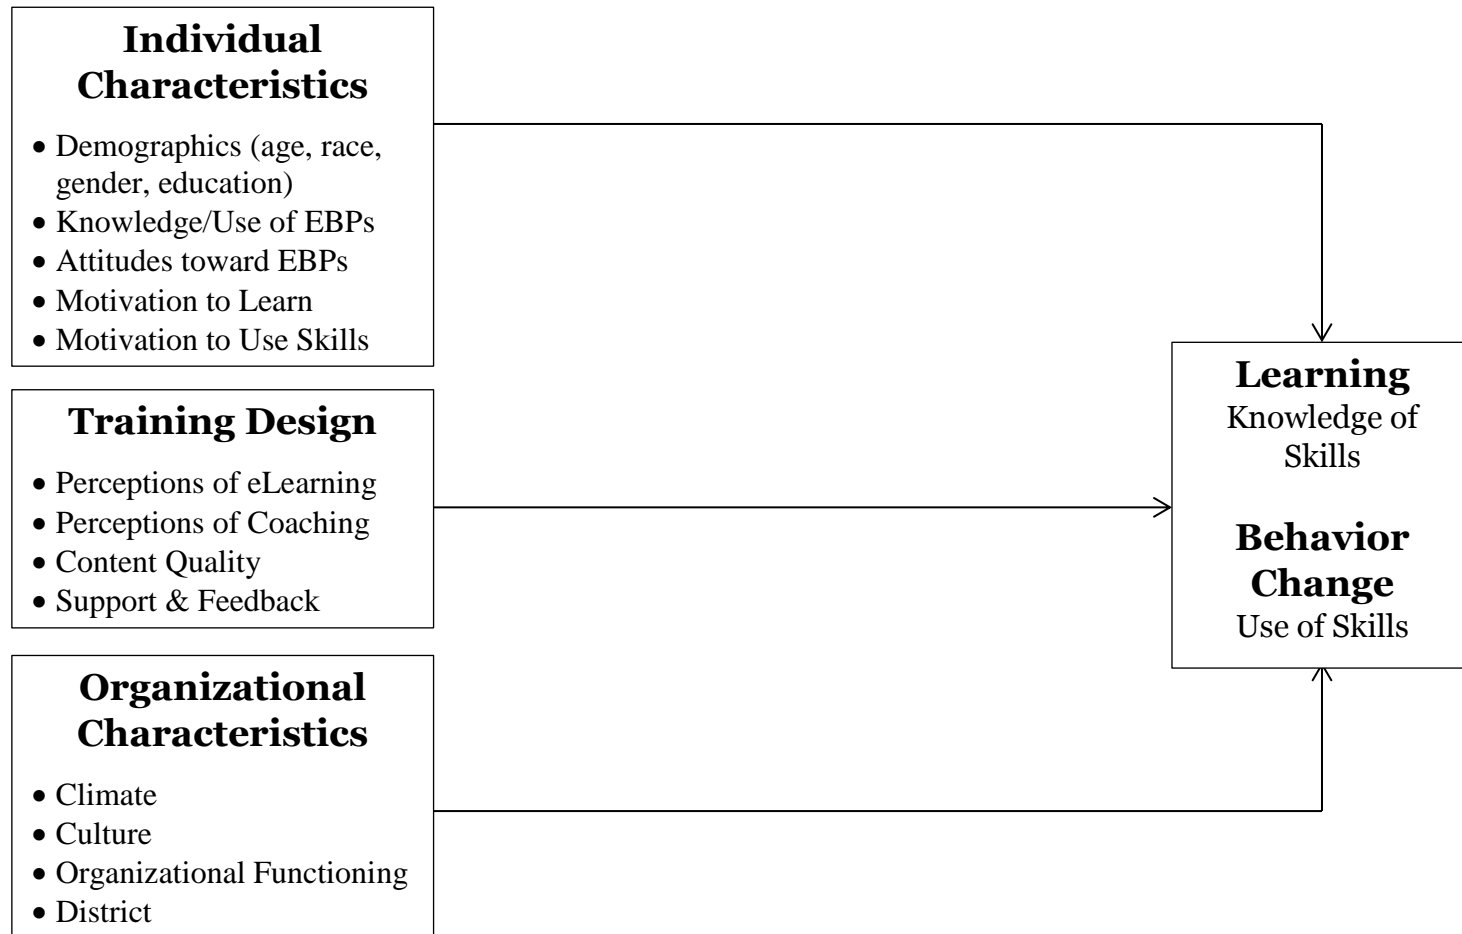 Individual
Characteristics
• Demographics (age, race,
gender, education)
• Knowledge/Use of EBPs
• Attitudes toward EBPs
• Motivation to Learn
• Motivation to Use Skills
Training Design
• Perceptions of eLearning
• Perceptions of Coaching
• Content Quality
• Support & Feedback
Organizational
Characteristics
• Climate
• Culture
• Organizational Functioning
• District
Learning
Knowledge of
Skills
Behavior
Change
Use of Skills